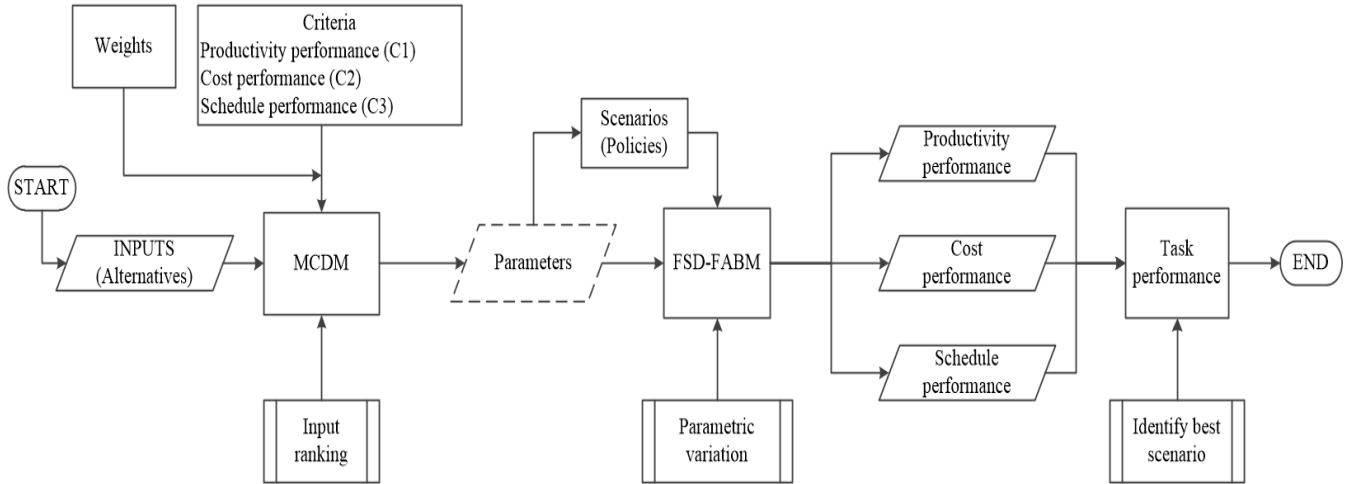 Weights
Criteria
Productivity performance (C1)
Cost performance (C2)
Schedule performance (C3)
START
INPUTS
(Alternatives)
MCDM
Input
ranking
Parameters
Scenarios
(Policies)
FSD-FABM
Parametric
variation
Productivity
performance
Cost
performance
Schedule
performance
Task
performance
Identify best
scenario
END